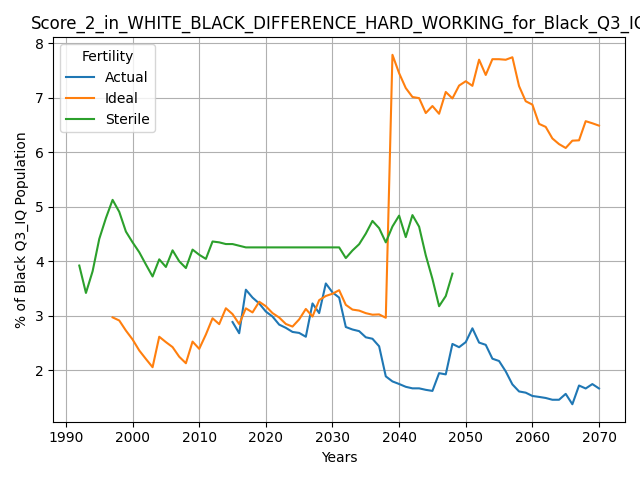 Score_2_in_WHITE_BLACK_DIFFERENCE_HARD_WORKING_for_Black_Q3_IQ
8
7
6
5
4
3
2
% of Black Q3_IQ Population
Fertility
Actual
Ideal
Sterile
1990 2000 2010 2020 2030 2040 2050 2060 2070
Years